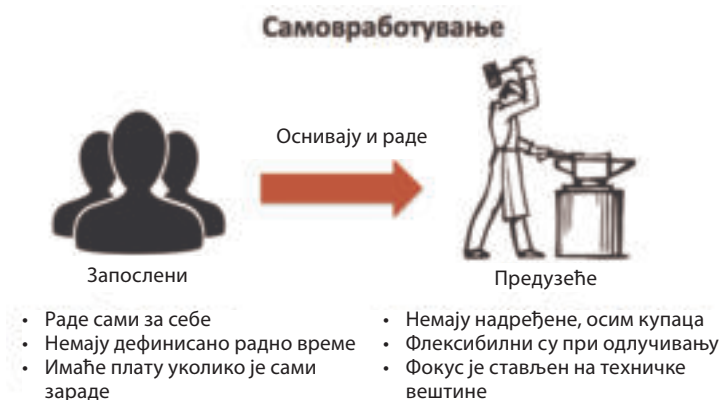 Самовработување
Оснивају и раде
Запослени
Предузеће
• Раде сами за себе
• Немају дефинисано радно време
• Имаће плату уколико је сами
зараде
• Немају надређене, осим купаца
• Флексибилни су при одлучивању
• Фокус је стављен на техничке
вештине